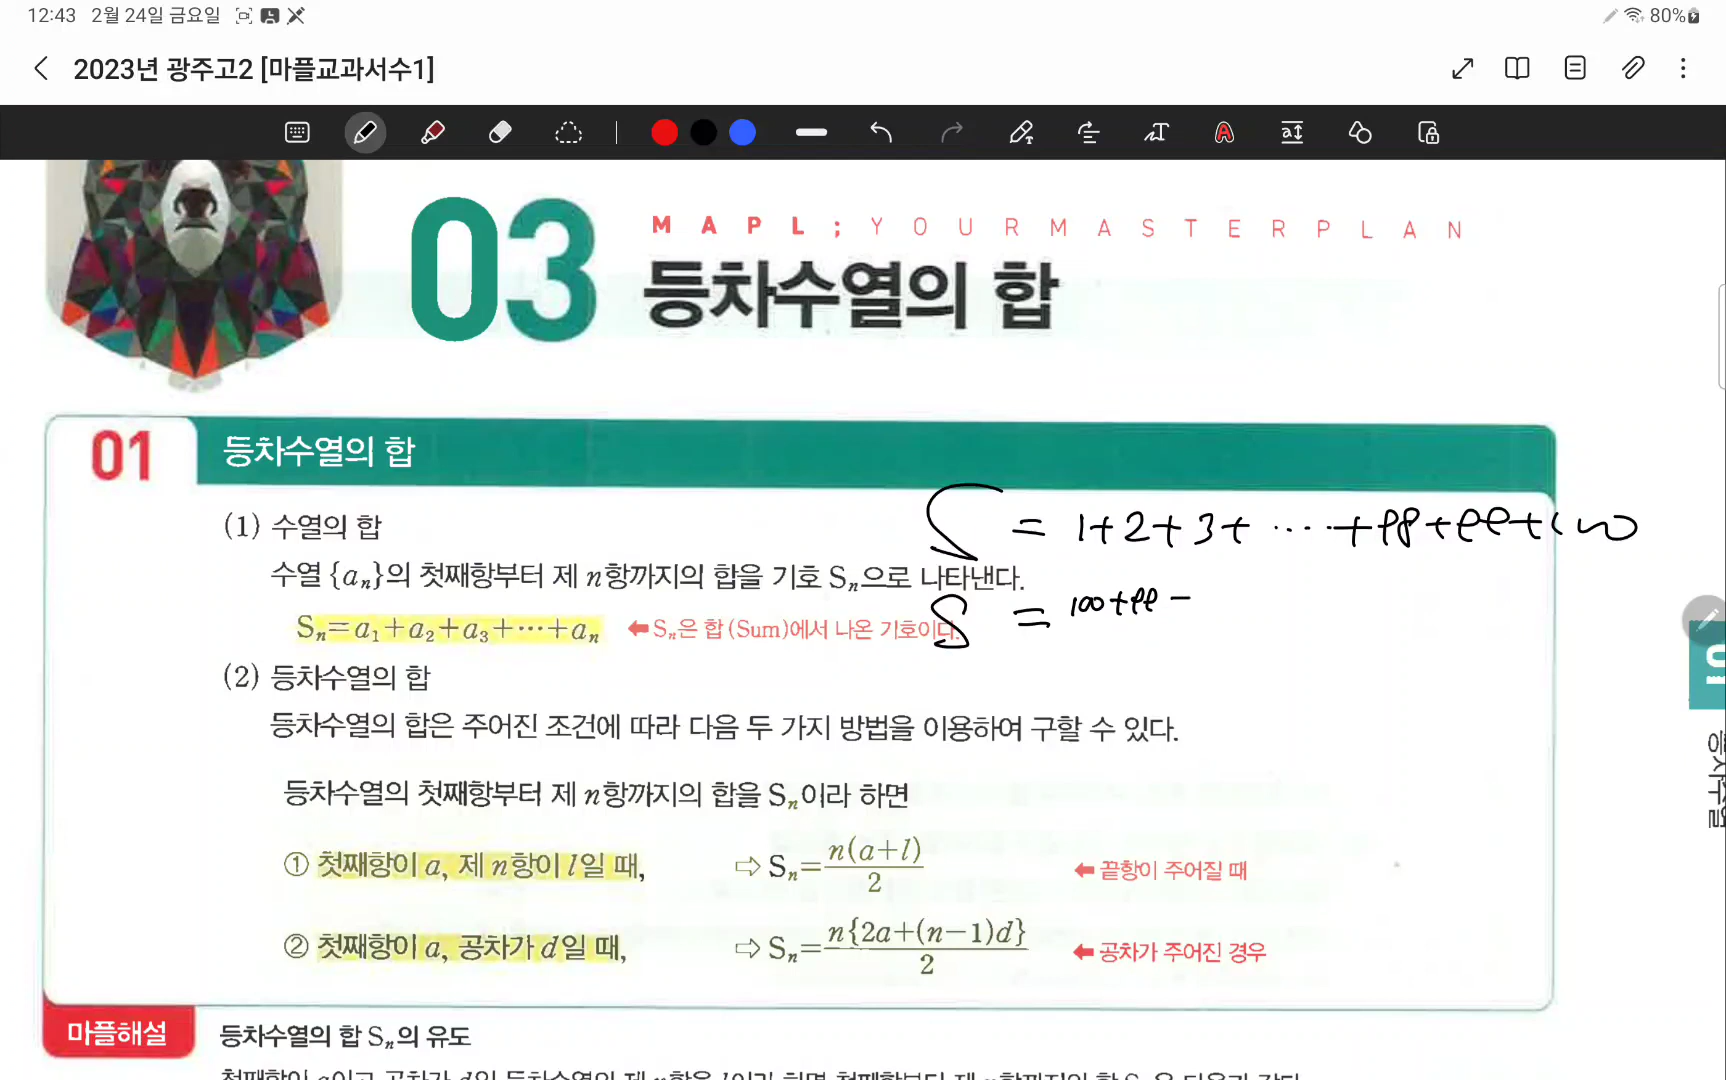 12:43 2월 24일 금요일 80%
2023년 광주고2 [마플교과서수1]
03 MAPL; YOURMASTERPLAN
등차수열의 합
01 등차수열의 합
(1) 수열의 합
S = 1+2+3+ ····+98+99+100
수열 {aₙ}의 첫째항부터 제 n항까지의 합을 기호 Sₙ으로 나타낸다.
S = 100+99 -
Sₙ=a₁+a₂+a₃+⋯+aₙ ⬅ Sₙ은 합 (Sum)에서 나온 기호이다.
(2) 등차수열의 합
등차수열의 합은 주어진 조건에 따라 다음 두 가지 방법을 이용하여 구할 수 있다.
등차수열의 첫째항부터 제 n항까지의 합을 Sₙ이라 하면
① 첫째항이 a, 제 n항이 l일 때, ⇨ Sₙ=n(a+l)/2 ⬅ 끝항이 주어질 때
② 첫째항이 a, 공차가 d일 때, ⇨ Sₙ=n{2a+(n−1)d}/2 ⬅ 공차가 주어진 경우
마플해설 등차수열의 합 Sₙ의 유도